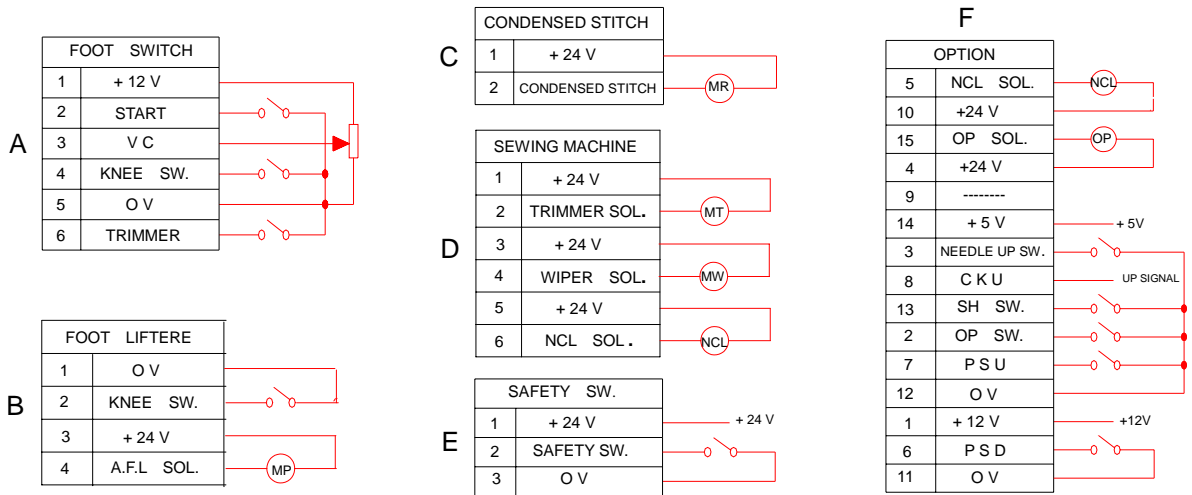 A
FOOT SWITCH
1 + 12 V
2 START
3 V C
4 KNEE SW.
5 O V
6 TRIMMER
B
FOOT LIFTERE
1 O V
2 KNEE SW.
3 + 24 V
4 A.F.L SOL. MP
C
CONDENSED STITCH
1 + 24 V
2 CONDENSED STITCH MR
D
SEWING MACHINE
1 + 24 V
2 TRIMMER SOL. MT
3 + 24 V
4 WIPER SOL. MW
5 + 24 V
6 NCL SOL. NCL
E
SAFETY SW.
1 + 24 V + 24 V
2 SAFETY SW.
3 O V
F
OPTION
5 NCL SOL. NCL
10 +24 V
15 OP SOL. OP
4 +24 V
9 --------
14 + 5 V + 5V
3 NEEDLE UP SW.
8 C K U UP SIGNAL
13 SH SW.
2 OP SW.
7 P S U
12 O V
1 + 12 V +12V
6 P S D
11 O V